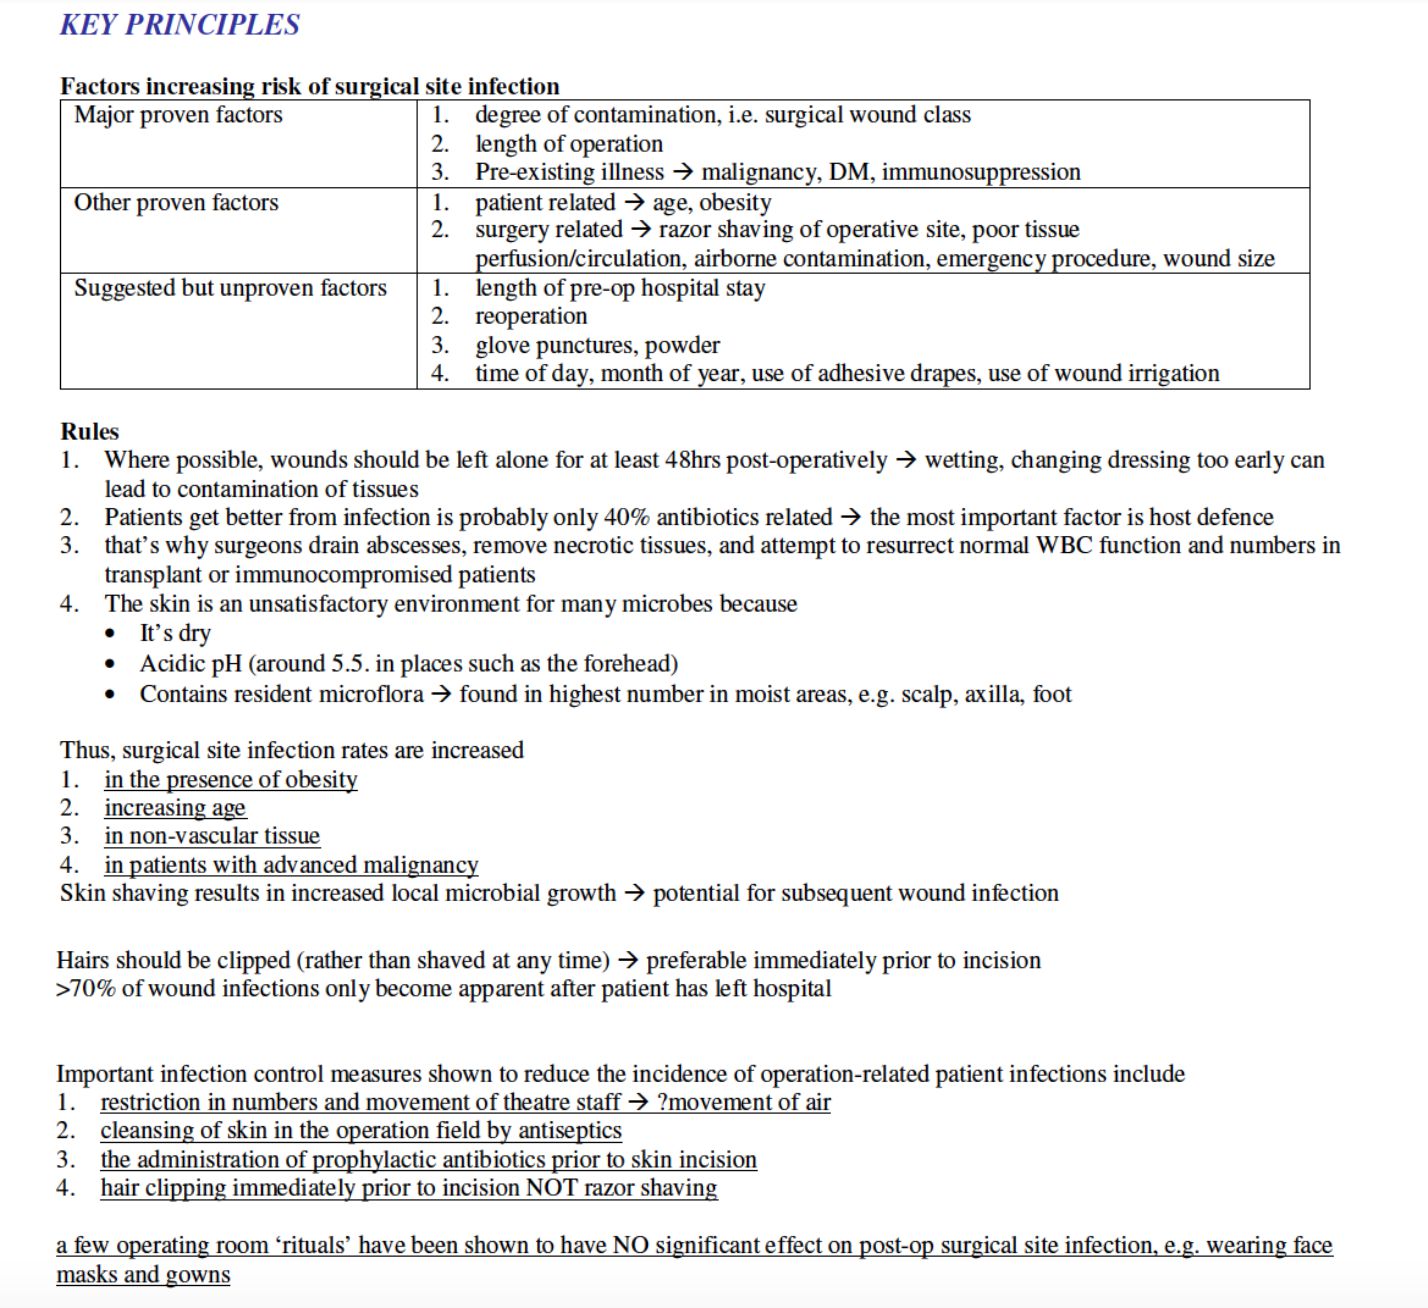 KEY PRINCIPLES
Factors increasing risk of surgical site infection
Major proven factors
1. degree of contamination, i.e. surgical wound class
2. length of operation
3. Pre-existing illness → malignancy, DM, immunosuppression
Other proven factors
1. patient related → age, obesity
2. surgery related → razor shaving of operative site, poor tissue
perfusion/circulation, airborne contamination, emergency procedure, wound size
Suggested but unproven factors
1. length of pre-op hospital stay
2. reoperation
3. glove punctures, powder
4. time of day, month of year, use of adhesive drapes, use of wound irrigation
Rules
1. Where possible, wounds should be left alone for at least 48hrs post-operatively → wetting, changing dressing too early can
lead to contamination of tissues
2. Patients get better from infection is probably only 40% antibiotics related → the most important factor is host defence
3. that’s why surgeons drain abscesses, remove necrotic tissues, and attempt to resurrect normal WBC function and numbers in
transplant or immunocompromised patients
4. The skin is an unsatisfactory environment for many microbes because
• It’s dry
• Acidic pH (around 5.5. in places such as the forehead)
• Contains resident microflora → found in highest number in moist areas, e.g. scalp, axilla, foot
Thus, surgical site infection rates are increased
1. in the presence of obesity
2. increasing age
3. in non-vascular tissue
4. in patients with advanced malignancy
Skin shaving results in increased local microbial growth → potential for subsequent wound infection
Hairs should be clipped (rather than shaved at any time) → preferable immediately prior to incision
>70% of wound infections only become apparent after patient has left hospital
Important infection control measures shown to reduce the incidence of operation-related patient infections include
1. restriction in numbers and movement of theatre staff → ?movement of air
2. cleansing of skin in the operation field by antiseptics
3. the administration of prophylactic antibiotics prior to skin incision
4. hair clipping immediately prior to incision NOT razor shaving
a few operating room ‘rituals’ have been shown to have NO significant effect on post-op surgical site infection, e.g. wearing face
masks and gowns